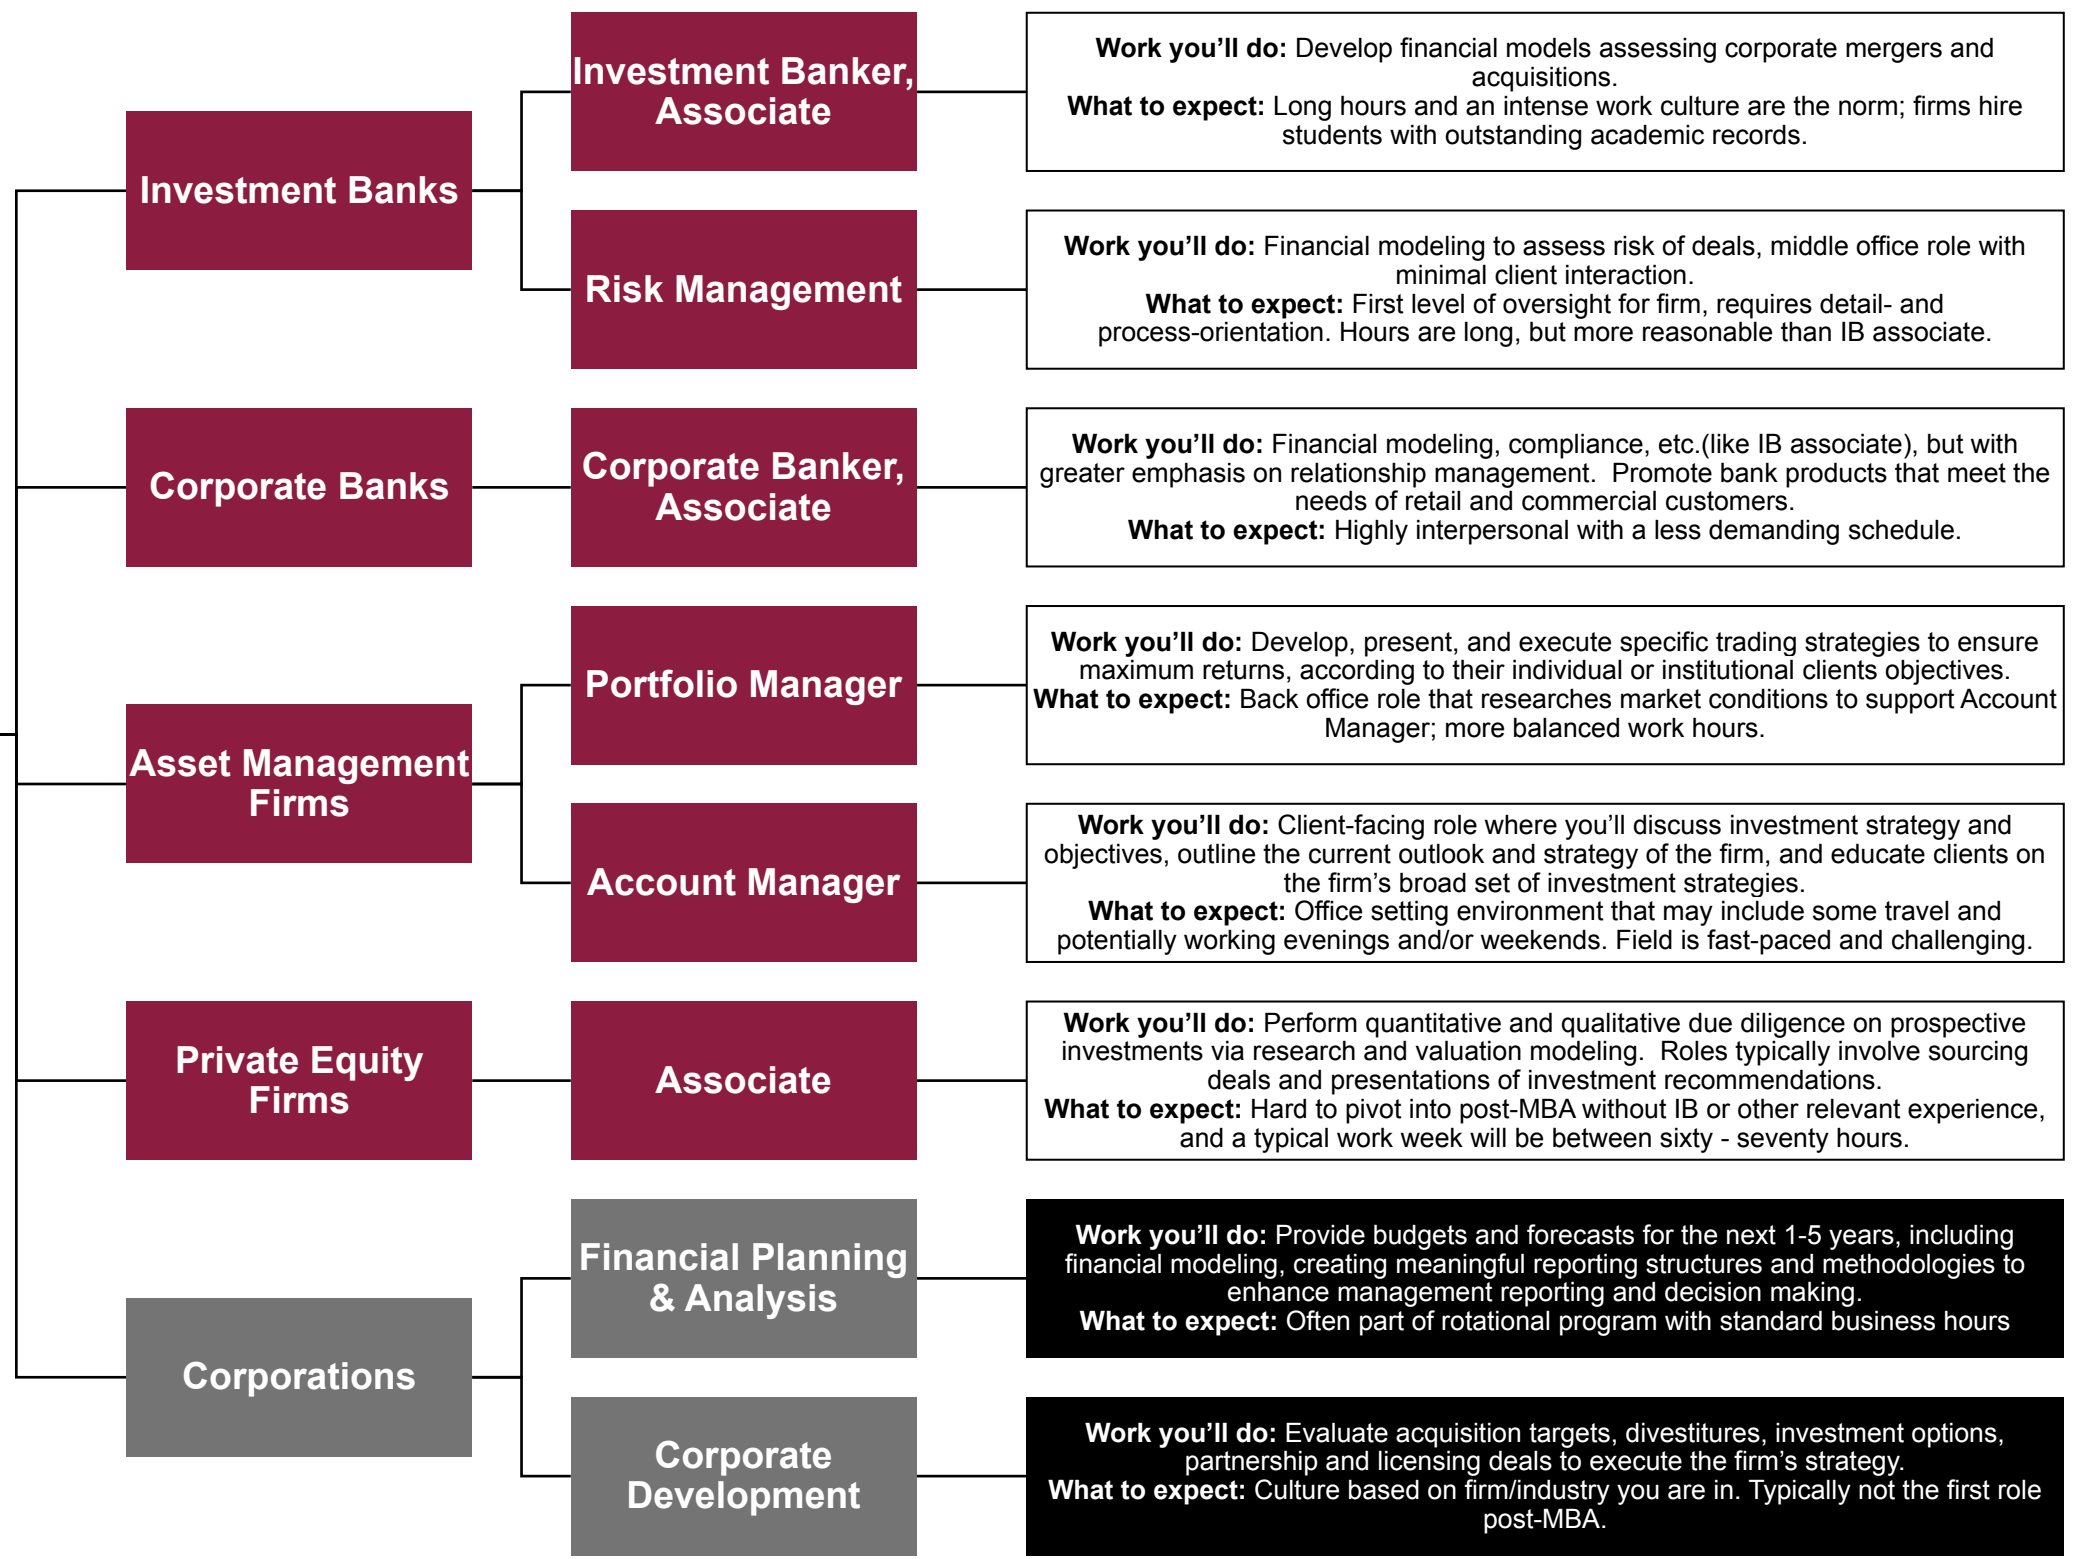 Investment Banks
Investment Banker,
Associate
Work you’ll do: Develop financial models assessing corporate mergers and
acquisitions.
What to expect: Long hours and an intense work culture are the norm; firms hire
students with outstanding academic records.
Risk Management
Work you’ll do: Financial modeling to assess risk of deals, middle office role with
minimal client interaction.
What to expect: First level of oversight for firm, requires detail- and
process-orientation. Hours are long, but more reasonable than IB associate.
Corporate Banks
Corporate Banker,
Associate
Work you’ll do: Financial modeling, compliance, etc.(like IB associate), but with
greater emphasis on relationship management.  Promote bank products that meet the
needs of retail and commercial customers.
What to expect: Highly interpersonal with a less demanding schedule.
Asset Management
Firms
Portfolio Manager
Work you’ll do: Develop, present, and execute specific trading strategies to ensure
maximum returns, according to their individual or institutional clients objectives.
What to expect: Back office role that researches market conditions to support Account
Manager; more balanced work hours.
Account Manager
Work you’ll do: Client-facing role where you’ll discuss investment strategy and
objectives, outline the current outlook and strategy of the firm, and educate clients on
the firm’s broad set of investment strategies.
What to expect: Office setting environment that may include some travel and
potentially working evenings and/or weekends. Field is fast-paced and challenging.
Private Equity
Firms
Associate
Work you’ll do: Perform quantitative and qualitative due diligence on prospective
investments via research and valuation modeling.  Roles typically involve sourcing
deals and presentations of investment recommendations.
What to expect: Hard to pivot into post-MBA without IB or other relevant experience,
and a typical work week will be between sixty - seventy hours.
Corporations
Financial Planning
& Analysis
Work you’ll do: Provide budgets and forecasts for the next 1-5 years, including
financial modeling, creating meaningful reporting structures and methodologies to
enhance management reporting and decision making.
What to expect: Often part of rotational program with standard business hours
Corporate
Development
Work you’ll do: Evaluate acquisition targets, divestitures, investment options,
partnership and licensing deals to execute the firm’s strategy.
What to expect: Culture based on firm/industry you are in. Typically not the first role
post-MBA.